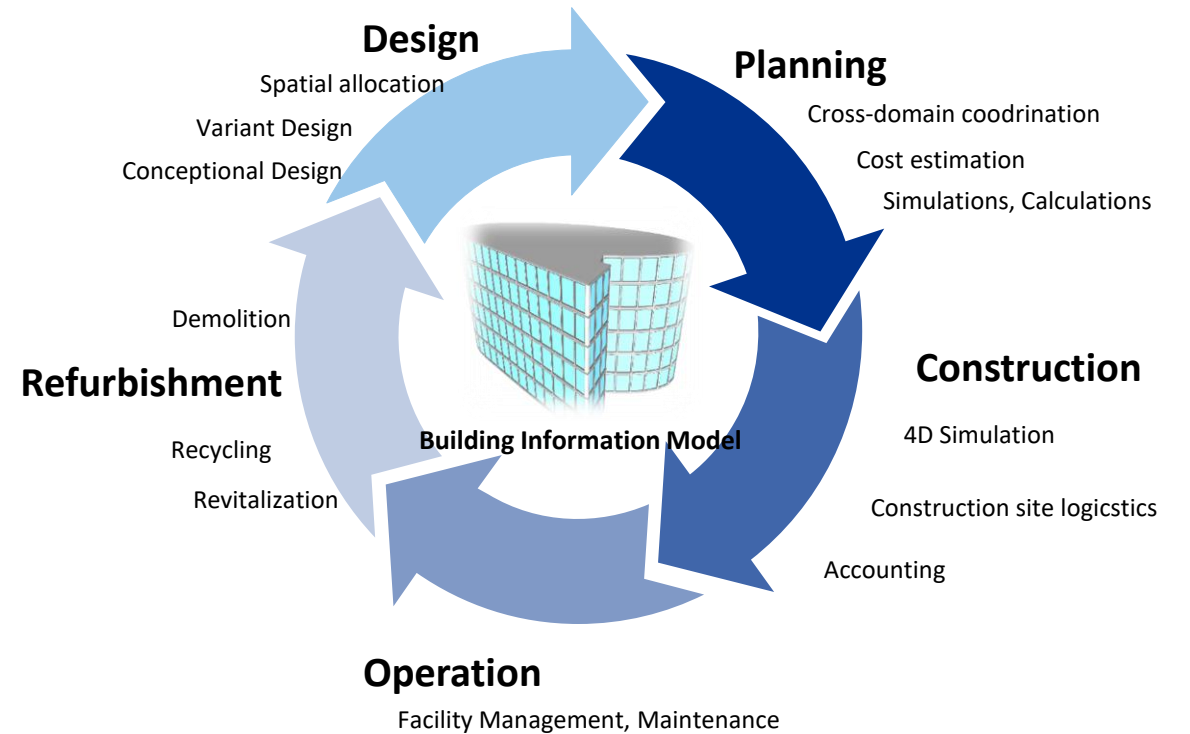 Design
Spatial allocation
Variant Design
Conceptional Design
Planning
Cross-domain coodrination
Cost estimation
Simulations, Calculations
Construction
4D Simulation
Construction site logicstics
Accounting
Operation
Facility Management, Maintenance
Demolition
Refurbishment
Recycling
Revitalization
Building Information Model